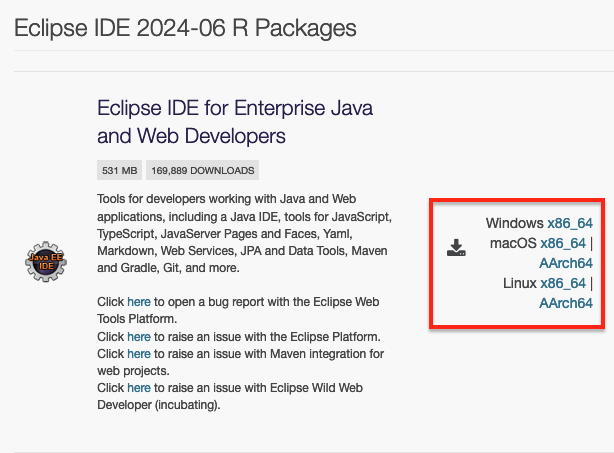 Eclipse IDE 2024-06 R Packages
Eclipse IDE for Enterprise Java
and Web Developers
531 MB 169,889 DOWNLOADS
Tools for developers working with Java and Web
applications, including a Java IDE, tools for JavaScript,
TypeScript, JavaServer Pages and Faces, Yaml,
Markdown, Web Services, JPA and Data Tools, Maven
and Gradle, Git, and more.
Click here to open a bug report with the Eclipse Web
Tools Platform.
Click here to raise an issue with the Eclipse Platform.
Click here to raise an issue with Maven integration for
web projects.
Click here to raise an issue with Eclipse Wild Web
Developer (incubating).
Java EE
IDE
Windows x86_64
macOS x86_64 |
AArch64
Linux x86_64 |
AArch64